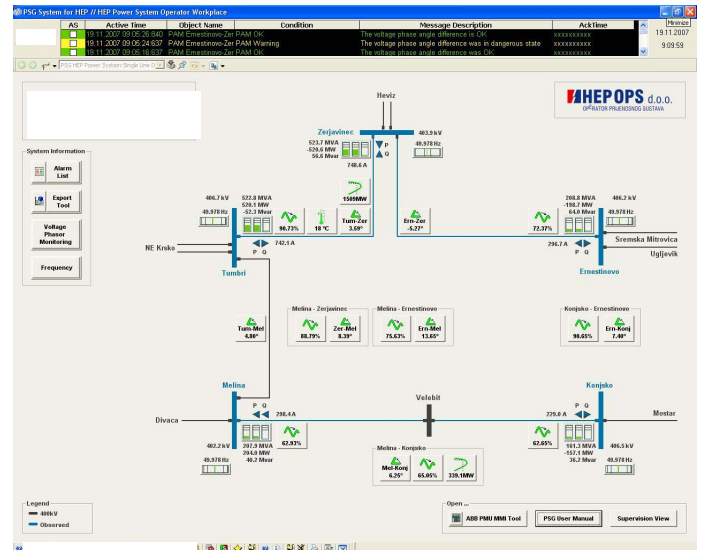 PSG System for HEP // HEP Power System Operator Workplace
AS Active Time Object Name Condition Message Description AckTime
19.11.2007 09:05:26:840 PAM Ernestinovo-Zer PAM OK The voltage phase angle difference is OK xxxxxxxxxx
19.11.2007 09:05:24:637 PAM Ernestinovo-Zer PAM Warning The voltage phase angle difference was in dangerous state xxxxxxxxxx
19.11.2007 09:05:16:637 PAM Ernestinovo-Zer PAM OK The voltage phase angle difference was OK xxxxxxxxxx
Minimize
19.11.2007
9:09:59
PSG HEP Power System Single Line D
HEP OPS d.o.o.
OPERATOR PRIJENOSNOG SUSTAVA
System Information
Alarm
List
Export
Tool
Voltage
Phasor
Monitoring
Frequency
Heviz
Zerjavinec
403.9 kV
523.7 MVA
-520.6 MW
56.6 Mvar
P
Q
49.978 Hz
748.6 A
406.7 kV
49.978 Hz
522.8 MVA
520.1 MW
-52.3 Mvar
90.73%
18 °C
1509MW
Tum-Zer
3.59°
Ern-Zer
-5.27°
72.37%
208.8 MVA
-198.7 MW
64.0 Mvar
406.2 kV
49.978 Hz
NE Krsko
742.1 A
P Q
Tumbri
296.7 A
P Q
Sremska Mitrovica
Ugljevik
Ernestinovo
Tum-Mel
4.80°
Melina - Zerjavinec
88.79%
Zer-Mel
8.39°
Melina - Ernestinovo
75.63%
Ern-Mel
13.65°
Konjsko - Ernestinovo
90.65%
Ern-Konj
7.40°
Melina
P Q
Divaca
298.4 A
402.2 kV
49.978 Hz
207.9 MVA
204.0 MW
40.2 Mvar
62.93%
Velebit
Melina - Konjsko
Mel-Konj
6.25°
65.05%
339.1MW
Konjsko
P Q
229.0 A
Mostar
62.65%
161.3 MVA
-157.1 MW
36.2 Mvar
406.5 kV
49.978 Hz
Legend
400kV
Observed
Open ...
ABB PMU MMI Tool
PSG User Manual
Supervision View